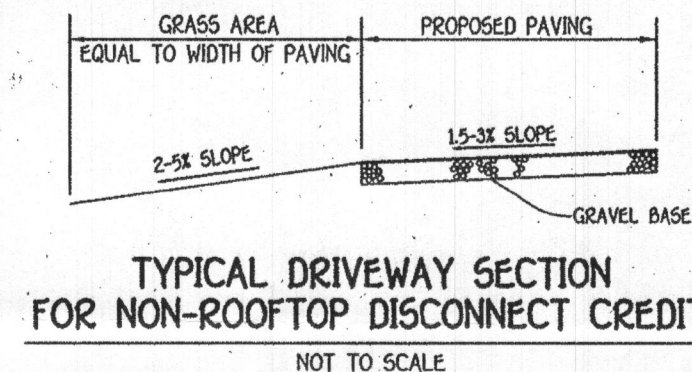 GRASS AREA
EQUAL TO WIDTH OF PAVING
PROPOSED PAVING
2-5% SLOPE
1.5-3% SLOPE
GRAVEL BASE
TYPICAL DRIVEWAY SECTION
FOR NON-ROOFTOP DISCONNECT CREDIT
NOT TO SCALE